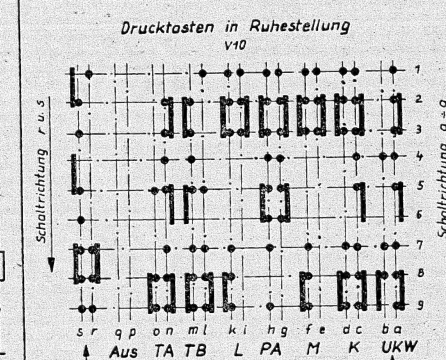 Drucktasten in Ruhestellung
V10
1
2
3
4
5
6
7
8
9
Schaltrichtung r u. s
Schaltrichtung a ÷ q
s r q p o n m l k i h g f e d c b a
Aus TA TB L PA M K UKW